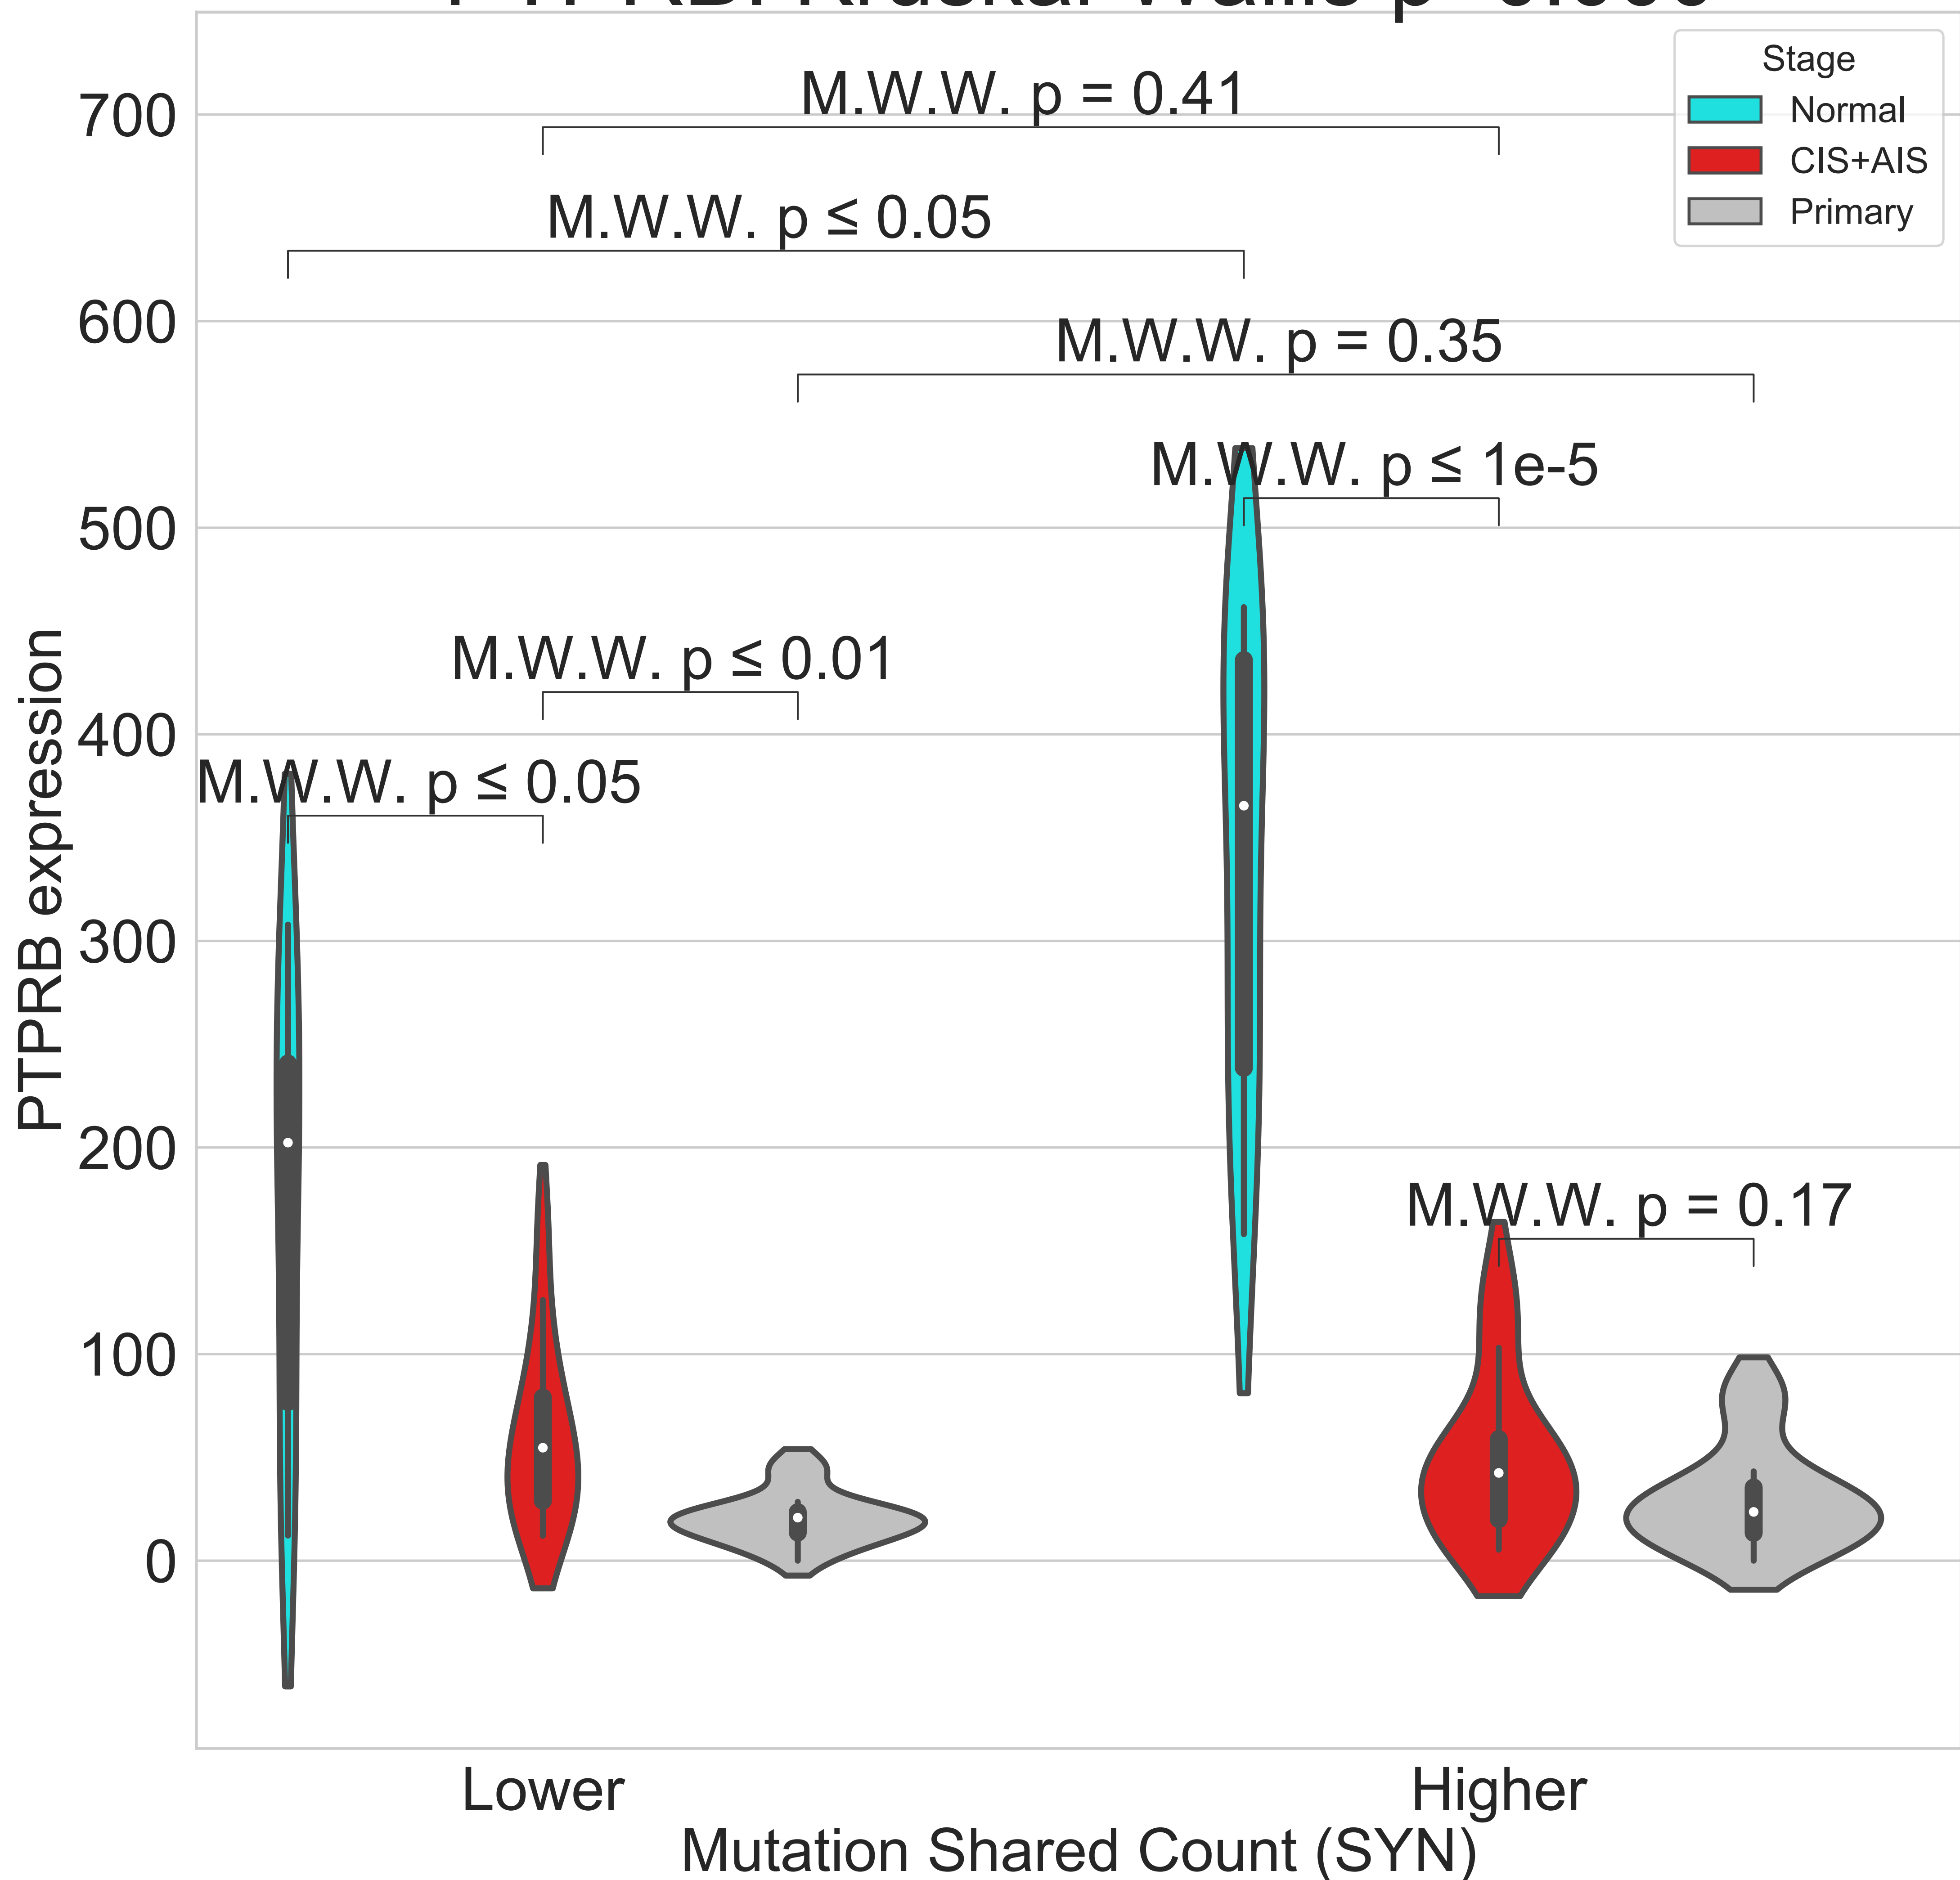 700
600
500
400
300
200
100
0
PTPRB expression
M.W.W. p = 0.41
M.W.W. p ≤ 0.05
M.W.W. p = 0.35
M.W.W. p ≤ 1e-5
M.W.W. p ≤ 0.01
M.W.W. p ≤ 0.05
M.W.W. p = 0.17
Stage
Normal
CIS+AIS
Primary
Lower
Higher
Mutation Shared Count (SYN)